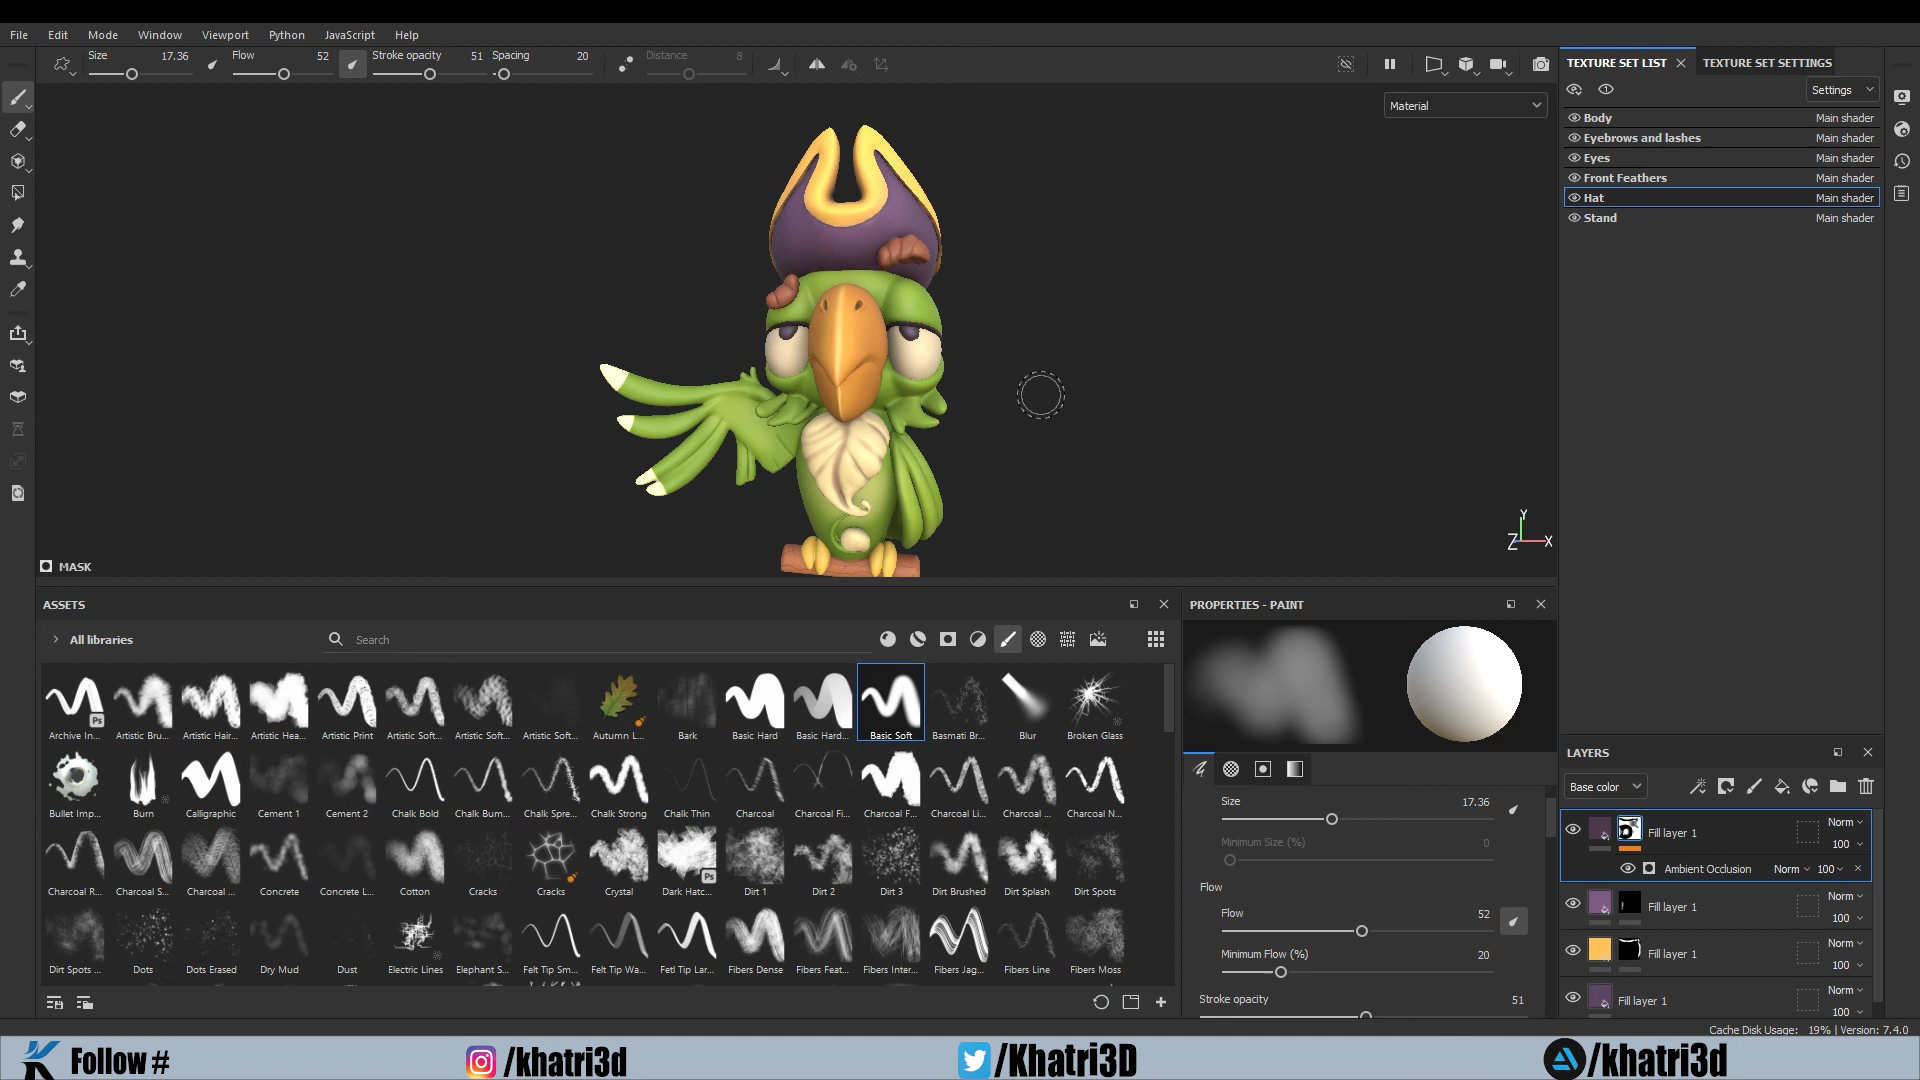 File Edit Mode Window Viewport Python JavaScript Help
Size 17.36 Flow 52 Stroke opacity 51 Spacing 20 Distance 8
Material
MASK
Y
Z X
TEXTURE SET LIST TEXTURE SET SETTINGS
Settings
Body Main shader
Eyebrows and lashes Main shader
Eyes Main shader
Front Feathers Main shader
Hat Main shader
Stand Main shader
ASSETS
All libraries Search
Archive In... Artistic Bru... Artistic Hair... Artistic Hea... Artistic Print Artistic Soft... Artistic Soft... Artistic Soft... Autumn L... Bark Basic Hard Basic Hard... Basic Soft Basmati Br... Blur Broken Glass
Bullet Imp... Burn Calligraphic Cement 1 Cement 2 Chalk Bold Chalk Bum... Chalk Spre... Chalk Strong Chalk Thin Charcoal Charcoal Fi... Charcoal F... Charcoal Li... Charcoal ... Charcoal N...
Charcoal R... Charcoal S... Charcoal ... Concrete Concrete L... Cotton Cracks Cracks Crystal Dark Hatc... Dirt 1 Dirt 2 Dirt 3 Dirt Brushed Dirt Splash Dirt Spots
Dirt Spots ... Dots Dots Erased Dry Mud Dust Electric Lines Elephant S... Felt Tip Sm... Felt Tip Wa... Fetl Tip Lar... Fibers Dense Fibers Feat... Fibers Inter... Fibers Jag... Fibers Line Fibers Moss
PROPERTIES - PAINT
Size 17.36
Minimum Size (%) 0
Flow
Flow 52
Minimum Flow (%) 20
Stroke opacity 51
LAYERS
Base color
Fill layer 1 Norm 100
Ambient Occlusion Norm 100
Fill layer 1 Norm 100
Fill layer 1 Norm 100
Fill layer 1 Norm 100
Cache Disk Usage: 19% | Version: 7.4.0
Follow # /khatri3d /Khatri3D /khatri3d